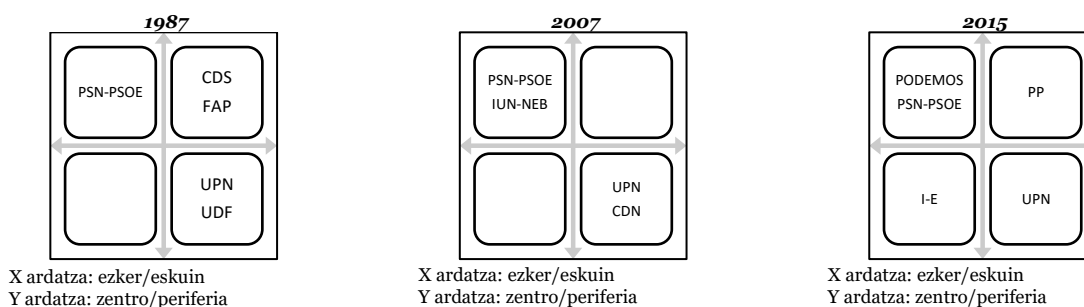 1987
PSN-PSOE
CDS
FAP
UPN
UDF
X ardatza: ezker/eskuin
Y ardatza: zentro/periferia
2007
PSN-PSOE
IUN-NEB
UPN
CDN
X ardatza: ezker/eskuin
Y ardatza: zentro/periferia
2015
PODEMOS
PSN-PSOE
PP
I-E
UPN
X ardatza: ezker/eskuin
Y ardatza: zentro/periferia